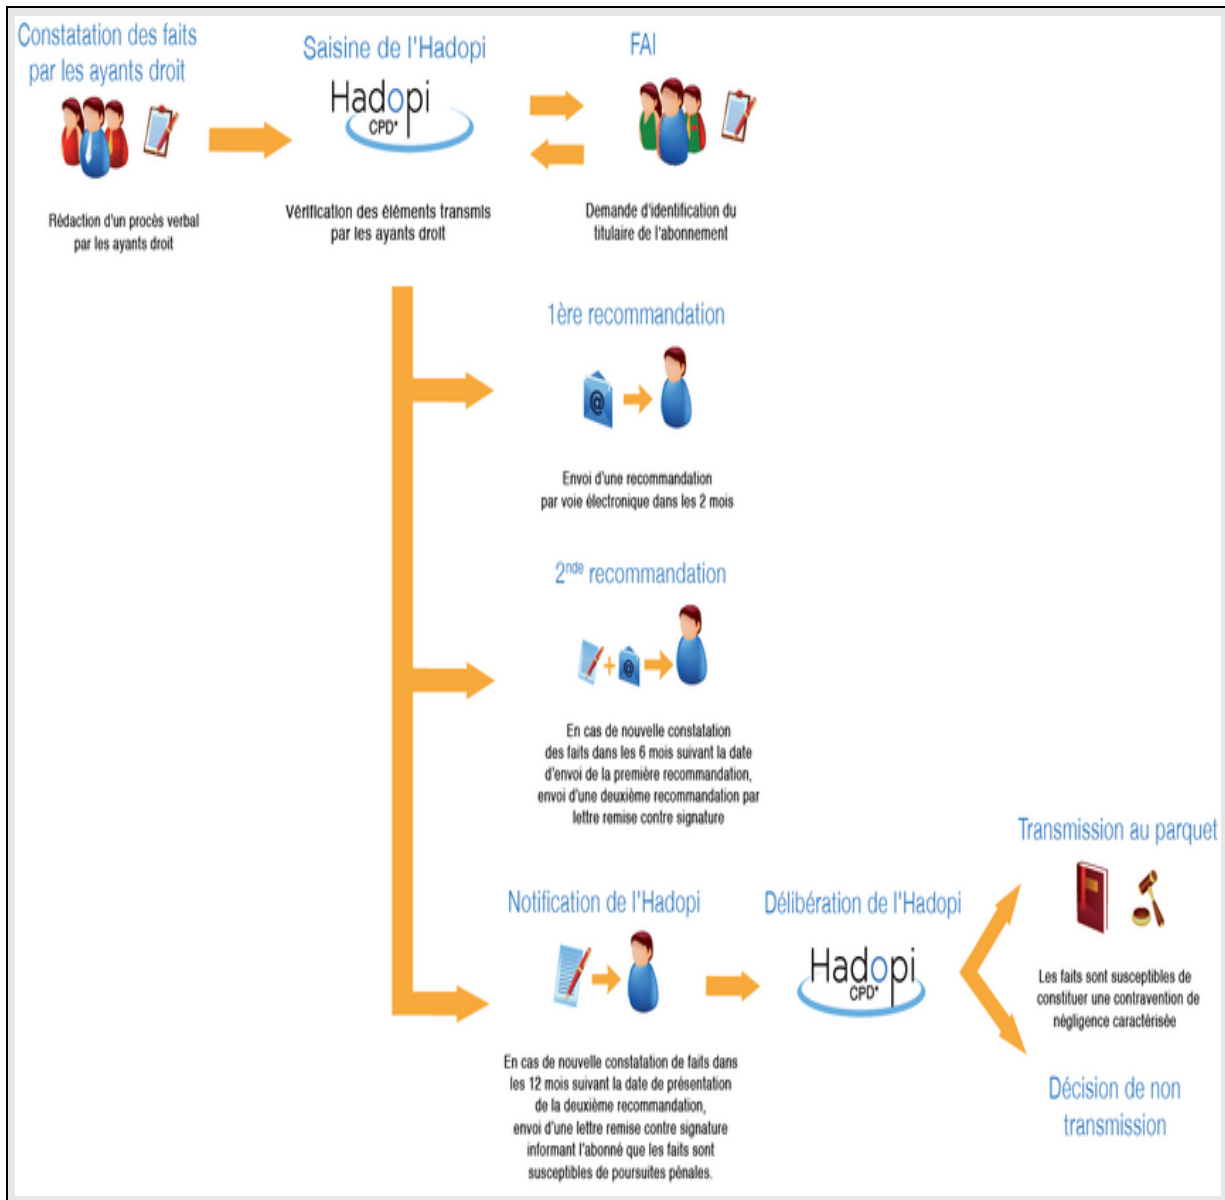 Constatation des faits
par les ayants droit
Rédaction d'un procès verbal
par les ayants droit
Saisine de l'Hadopi
Hadopi
CPD*
Vérification des éléments transmis
par les ayants droit
FAI
Demande d'identification du
titulaire de l'abonnement
1ère recommandation
@
Envoi d'une recommandation
par voie électronique dans les 2 mois
2nde recommandation
+
@
En cas de nouvelle constatation
des faits dans les 6 mois suivant la date
d'envoi de la première recommandation,
envoi d'une deuxième recommandation par
lettre remise contre signature
Notification de l'Hadopi
En cas de nouvelle constatation de faits dans
les 12 mois suivant la date de présentation
de la deuxième recommandation,
envoi d'une lettre remise contre signature
informant l'abonné que les faits sont
susceptibles de poursuites pénales.
Délibération de l'Hadopi
Hadopi
CPD*
Transmission au parquet
Les faits sont susceptibles de
constituer une contravention de
négligence caractérisée
Décision de non
transmission